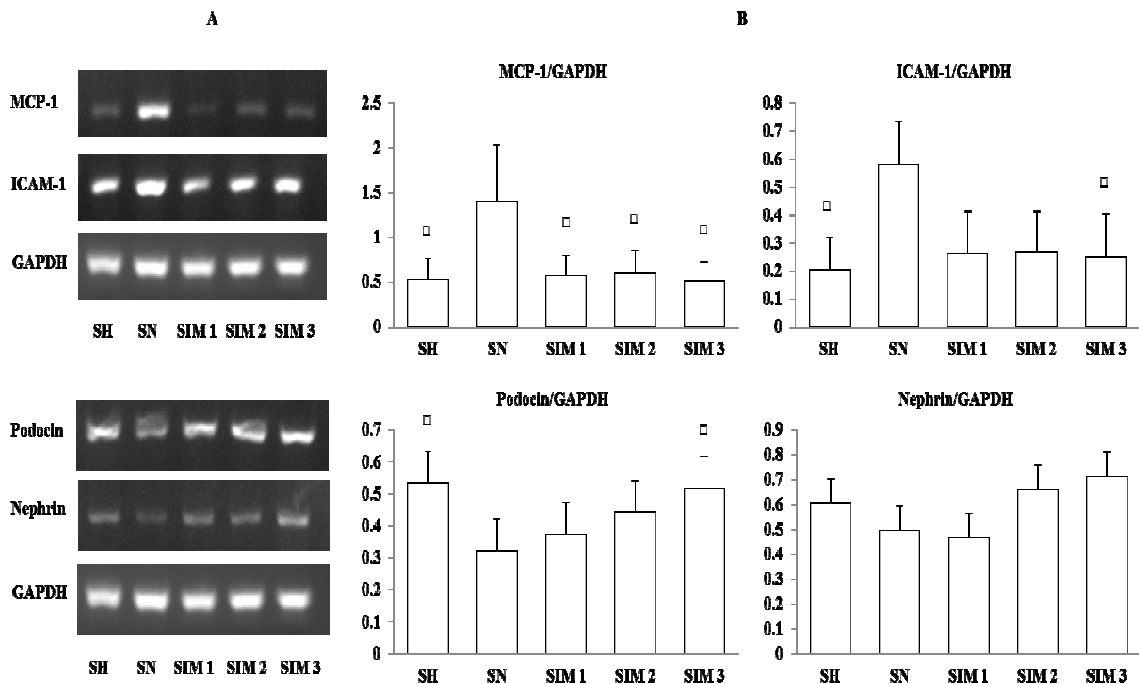 A
B
MCP-1
ICAM-1
GAPDH
SH SN SIM 1 SIM 2 SIM 3
MCP-1/GAPDH
2.5
2
1.5
1
0.5
0
SH SN SIM 1 SIM 2 SIM 3
ICAM-1/GAPDH
0.8
0.7
0.6
0.5
0.4
0.3
0.2
0.1
0
SH SN SIM 1 SIM 2 SIM 3
Podocin
Nephrin
GAPDH
SH SN SIM 1 SIM 2 SIM 3
Podocin/GAPDH
0.7
0.6
0.5
0.4
0.3
0.2
0.1
0
SH SN SIM 1 SIM 2 SIM 3
Nephrin/GAPDH
0.9
0.8
0.7
0.6
0.5
0.4
0.3
0.2
0.1
0
SH SN SIM 1 SIM 2 SIM 3